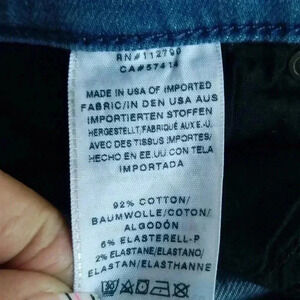 RN#112790
CA#57414
MADE IN USA OF IMPORTED
FABRIC/IN DEN USA AUS
IMPORTIERTEN STOFFEN
HERGESTELLT/FABRIQUÉ AUX E.-U.
AVEC DES TISSUS IMPORTES/
HECHO EN EE.UU CON TELA
IMPORTADA
92% COTTON/
BAUMWOLLE/COTON/
ALGODÓN
6% ELASTERELL-P
2% ELASTANE/ELASTANO/
ELASTAN/ELASTHANNE
30